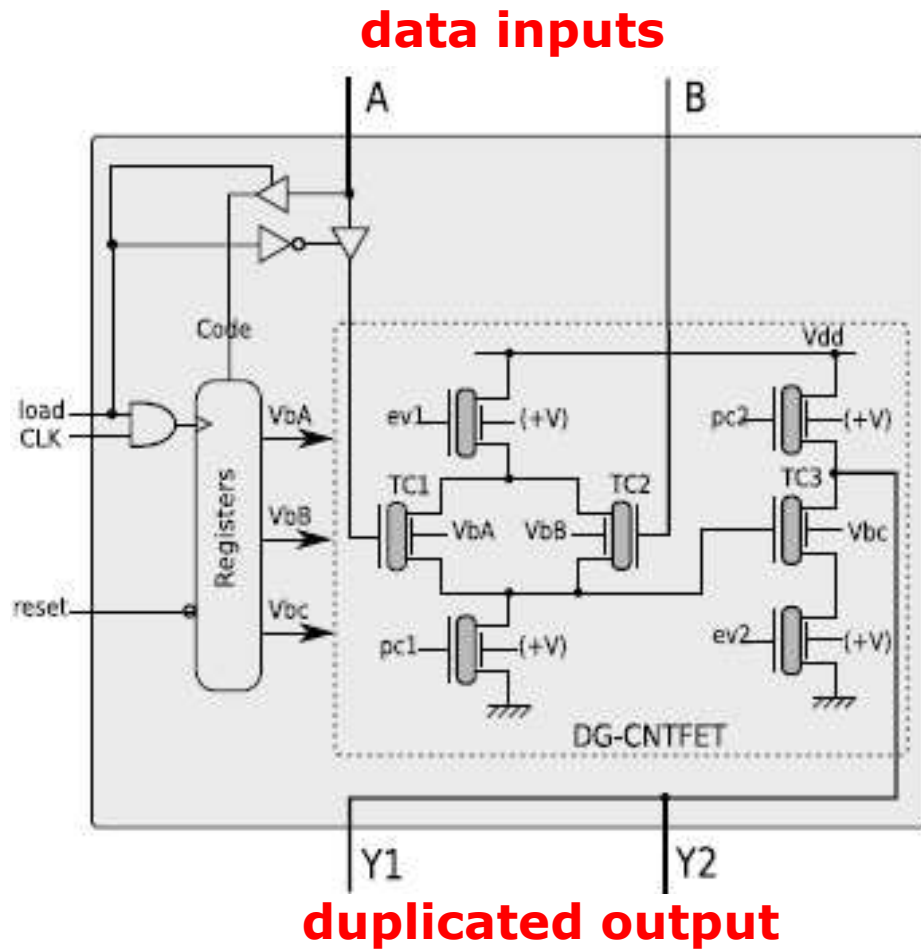 data inputs
A B
Code
Vdd
load
CLK
VbA
ev1 (+V) pc2 (+V)
TC1 TC2 TC3
VbB
VbA VbB Vbc
Registers
reset
Vbc
pc1 (+V) ev2 (+V)
DG-CNTFET
Y1 Y2
duplicated output